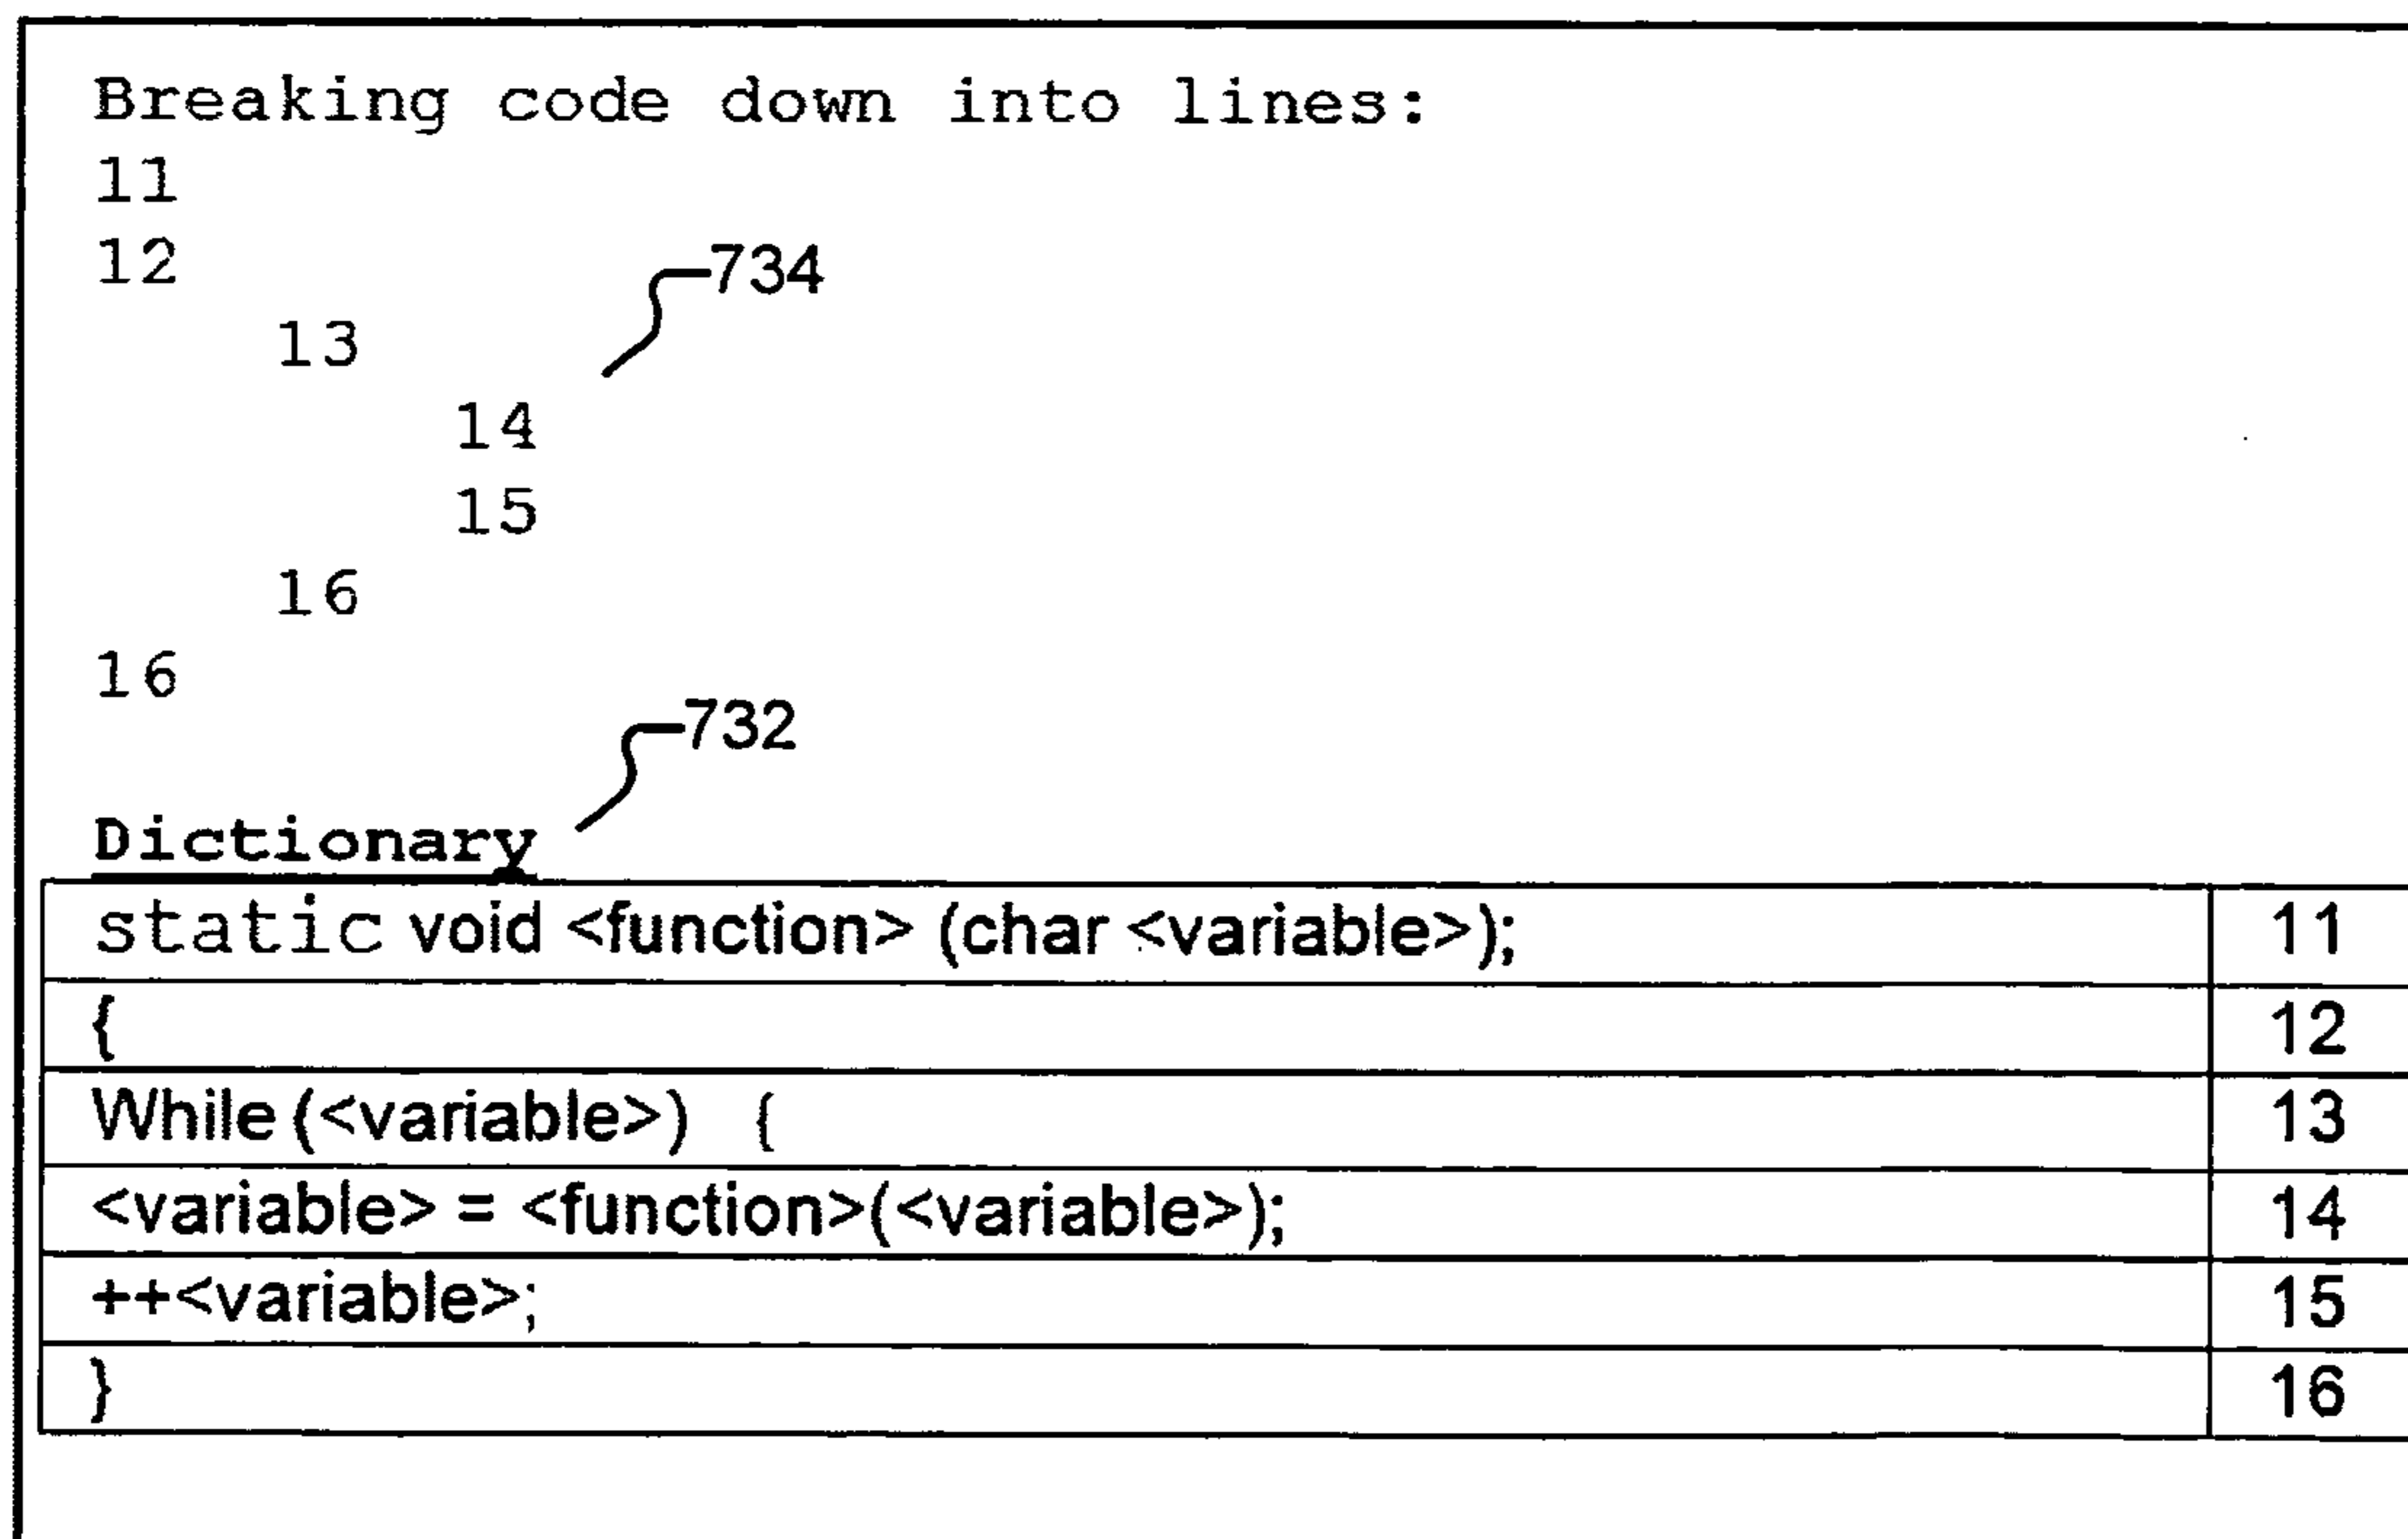 Breaking code down into lines:
11
12
734
13
14
15
16
16
732
Dictionary
static void <function> (char <variable>); 11
{ 12
While (<variable>) { 13
<variable> = <function>(<variable>); 14
++<variable>; 15
} 16